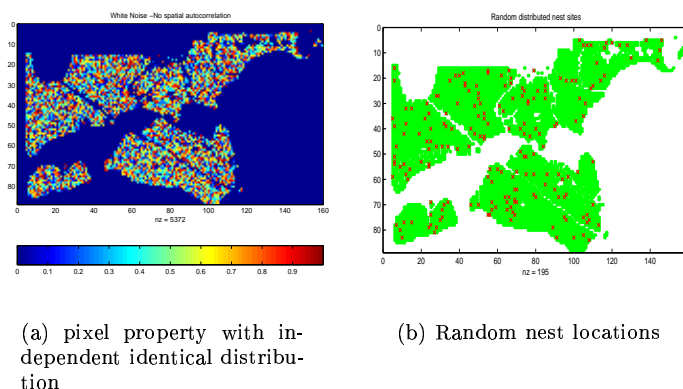 White Noise -No spatial autocorrelation
0
10
20
30
40
50
60
70
80
0 20 40 60 80 100 120 140 160
nz = 5372
0 0.1 0.2 0.3 0.4 0.5 0.6 0.7 0.8 0.9
(a) pixel property with in-
dependent identical distribu-
tion
Random distributed nest sites
0
10
20
30
40
50
60
70
80
0 20 40 60 80 100 120 140
nz = 195
(b) Random nest locations